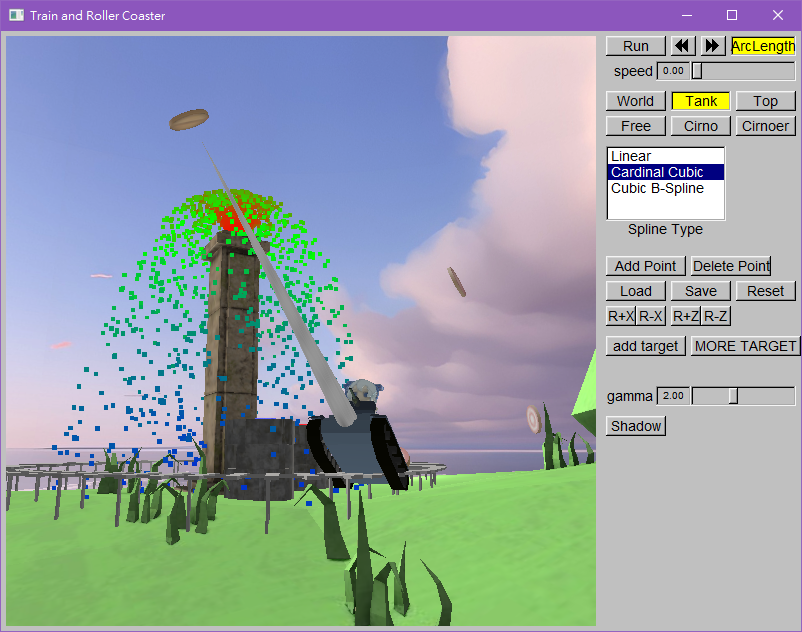 Train and Roller Coaster
Run ArcLength
speed 0.00
World Tank Top
Free Cirno Cirnoer
Linear
Cardinal Cubic
Cubic B-Spline
Spline Type
Add Point Delete Point
Load Save Reset
R+X R-X R+Z R-Z
add target MORE TARGET
gamma 2.00
Shadow